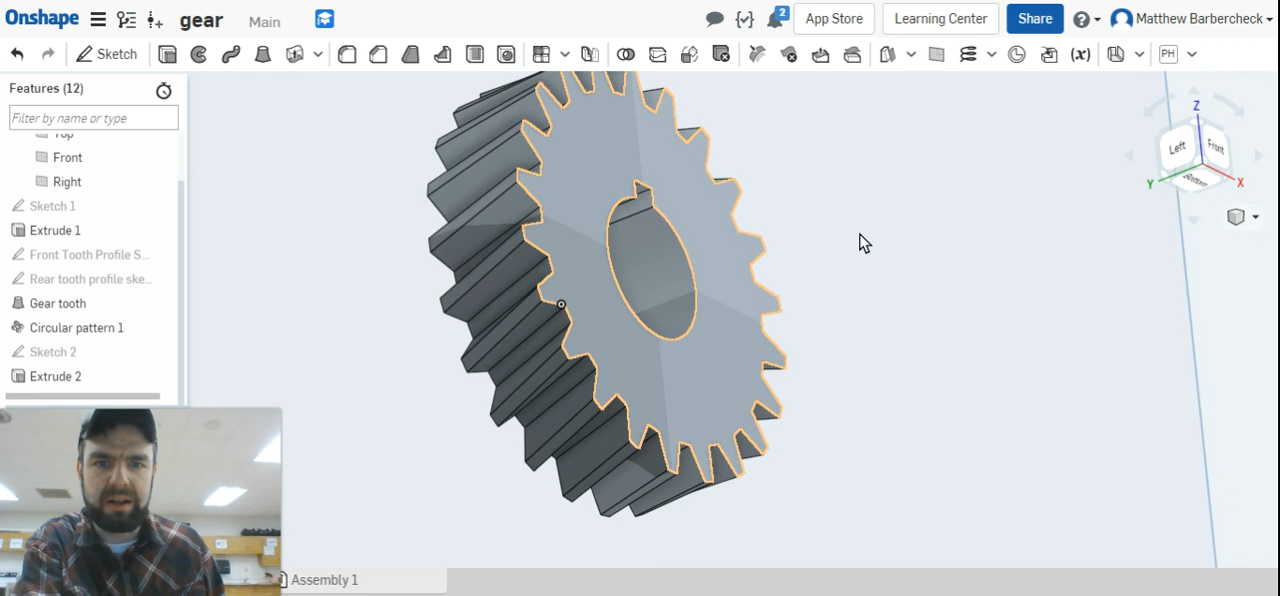 Onshape gear Main 2 App Store Learning Center Share Matthew Barbercheck
Sketch (x) PH
Features (12)
Filter by name or type
Top
Front
Right
Sketch 1
Extrude 1
Front Tooth Profile S...
Rear tooth profile ske...
Gear tooth
Circular pattern 1
Sketch 2
Extrude 2
Z
Left Front
Bottom
Y X
Assembly 1